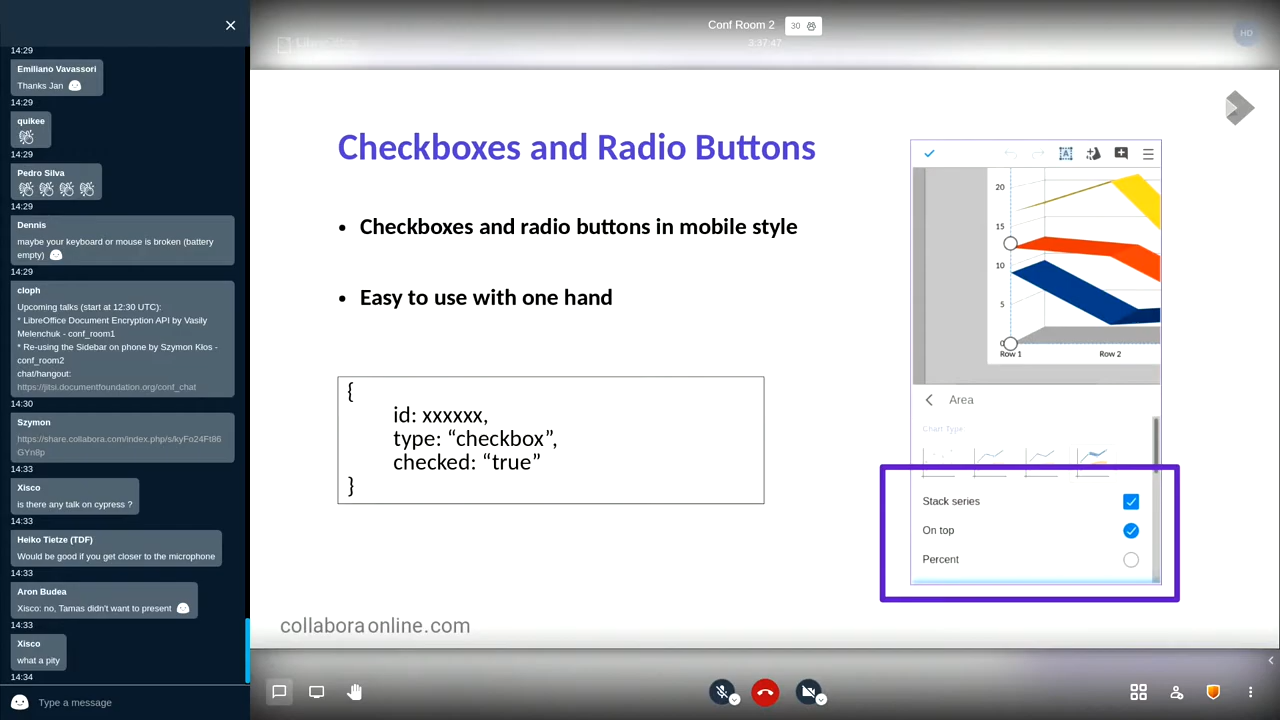 14:29
Emiliano Vavassori
Thanks Jan
14:29
quikee
14:29
Pedro Silva
14:29
Dennis
maybe your keyboard or mouse is broken (battery
empty)
14:29
cloph
Upcoming talks (start at 12:30 UTC):
* LibreOffice Document Encryption API by Vasily
Melenchuk - conf_room1
* Re-using the Sidebar on phone by Szymon Kłos -
conf_room2
chat/hangout:
https://jitsi.documentfoundation.org/conf_chat
14:30
Szymon
https://share.collabora.com/index.php/s/kyFo24Ft86
GYn8p
14:33
Xisco
is there any talk on cypress ?
14:33
Heiko Tietze (TDF)
Would be good if you get closer to the microphone
14:33
Aron Budea
Xisco: no, Tamas didn't want to present
14:33
Xisco
what a pity
14:34
Type a message
Conf Room 2
30
3:37:47
HD
Checkboxes and Radio Buttons
• Checkboxes and radio buttons in mobile style
• Easy to use with one hand
{
id: xxxxxx,
type: “checkbox”,
checked: “true”
}
collaboraonline.com
20
15
10
5
0
Row 1
Row 2
Area
Chart Type
Stack series
On top
Percent